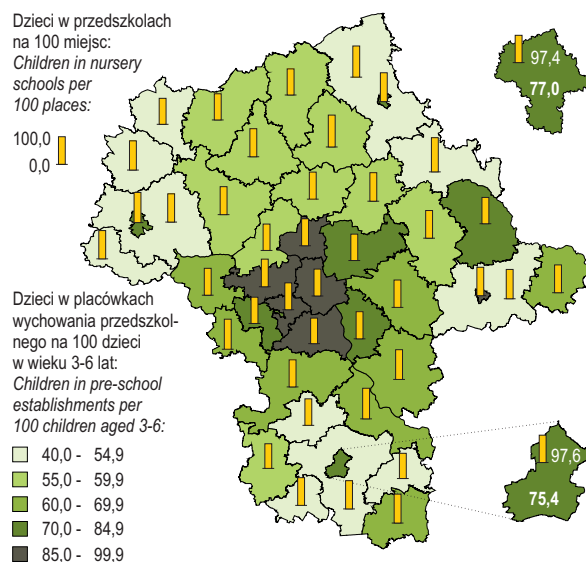 Dzieci w przedszkolach
na 100 miejsc:
Children in nursery
schools per
100 places:
100,0
0,0
97,4
77,0
Dzieci w placówkach
wychowania przedszkol-
nego na 100 dzieci
w wieku 3-6 lat:
Children in pre-school
establishments per
100 children aged 3-6:
40,0 - 54,9
55,0 - 59,9
60,0 - 69,9
70,0 - 84,9
85,0 - 99,9
97,6
75,4